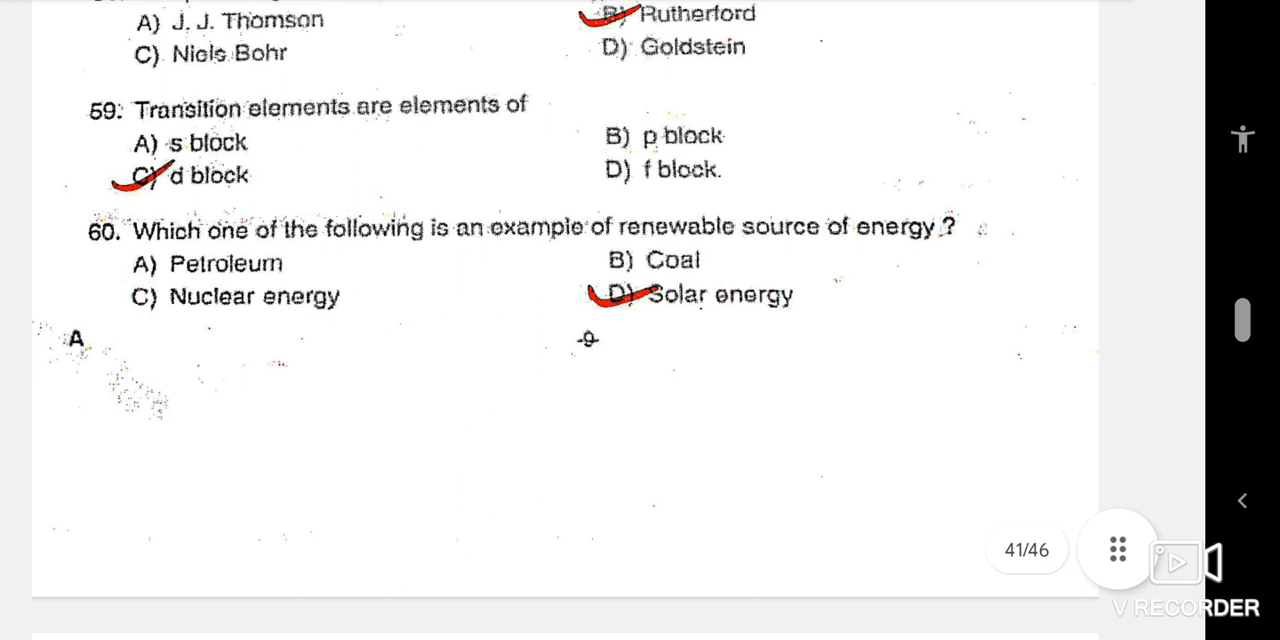 A) J. J. Thomson B) Rutherford
C) Niels Bohr D) Goldstein
59. Transition elements are elements of
A) s block B) p block
C) d block D) f block.
60. Which one of the following is an example of renewable source of energy ?
A) Petroleum B) Coal
C) Nuclear energy D) Solar energy
A -9-
41/46
V RECORDER